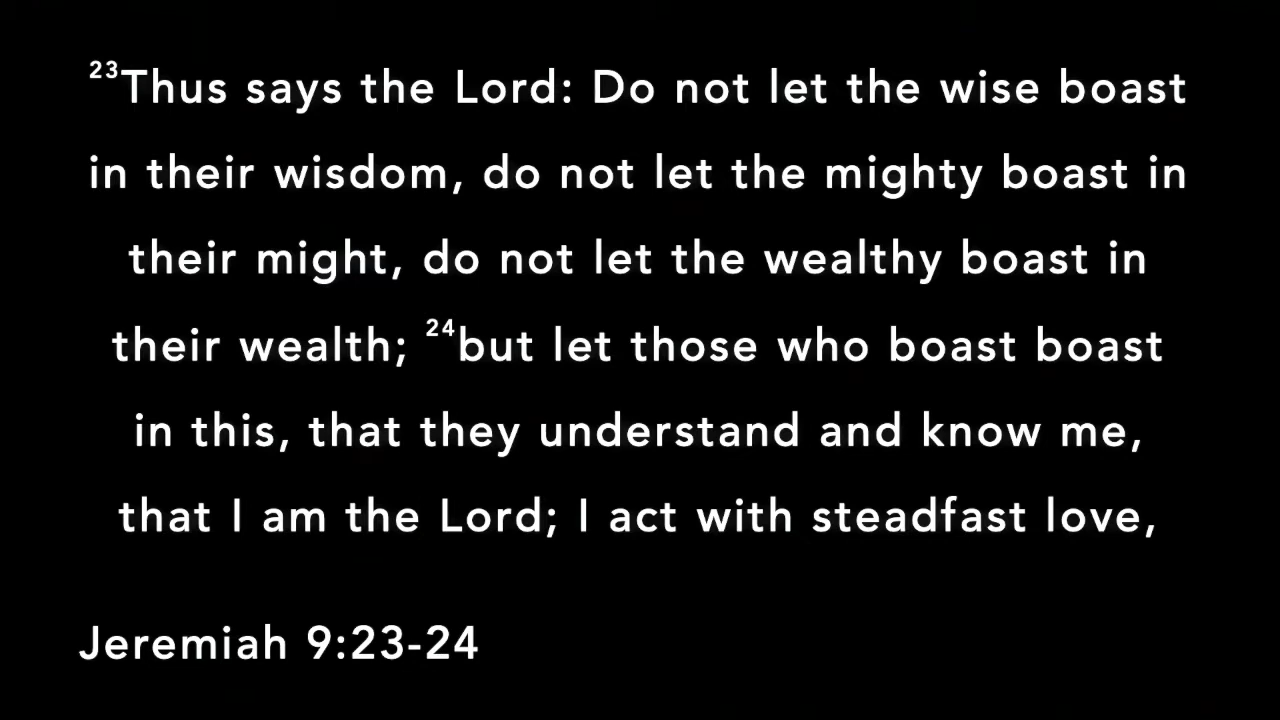 23Thus says the Lord: Do not let the wise boast
in their wisdom, do not let the mighty boast in
their might, do not let the wealthy boast in
their wealth; 24but let those who boast boast
in this, that they understand and know me,
that I am the Lord; I act with steadfast love,
Jeremiah 9:23-24